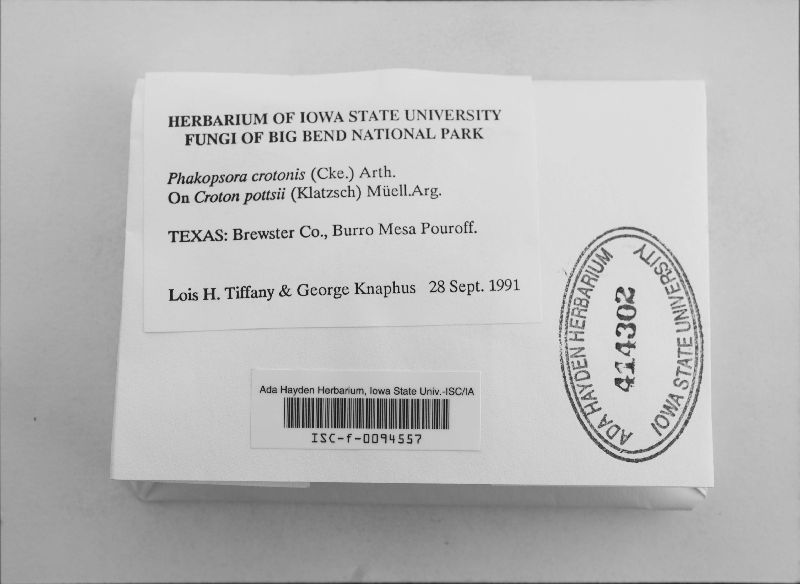 HERBARIUM OF IOWA STATE UNIVERSITY
FUNGI OF BIG BEND NATIONAL PARK
Phakopsora crotonis (Cke.) Arth.
On Croton pottsii (Klatzsch) Müell.Arg.
TEXAS: Brewster Co., Burro Mesa Pouroff.
Lois H. Tiffany & George Knaphus 28 Sept. 1991
Ada Hayden Herbarium, Iowa State Univ.-ISC/IA
ISC-f-0094557
ADA HAYDEN HERBARIUM
414302
IOWA STATE UNIVERSITY